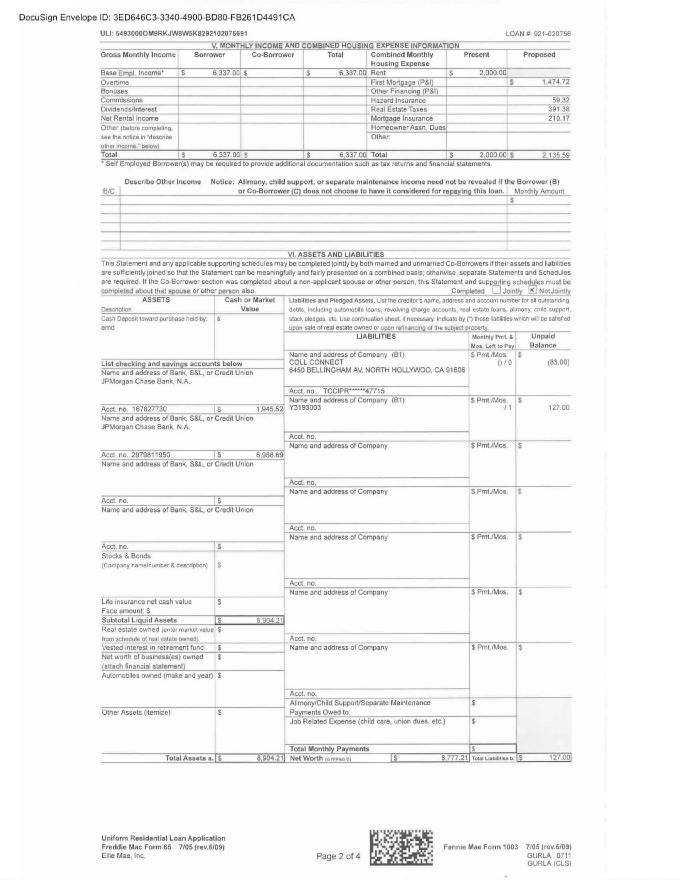 DocuSign Envelope ID: 3ED646C3-3340-4900-BD80-FB261D4491CA
ULI: 5493000OM9RKJW8W5K8292102075691 LOAN #: 921-020756
V. MONTHLY INCOME AND COMBINED HOUSING EXPENSE INFORMATION
Gross Monthly Income Borrower Co-Borrower Total Combined Monthly Housing Expense Present Proposed
Base Empl. Income* $ 6,337.00 $ $ 6,337.00 Rent $ 2,000.00
Overtime First Mortgage (P&I) $ 1,474.72
Bonuses Other Financing (P&I)
Commissions Hazard Insurance 59.32
Dividends/Interest Real Estate Taxes 391.38
Net Rental Income Mortgage Insurance 210.17
Other (before completing, Homeowner Assn. Dues
see the notice in "describe Other:
other income," below)
Total $ 6,337.00 $ $ 6,337.00 Total $ 2,000.00 $ 2,135.59
* Self Employed Borrower(s) may be required to provide additional documentation such as tax returns and financial statements.
Describe Other Income Notice: Alimony, child support, or separate maintenance income need not be revealed if the Borrower (B)
B/C or Co-Borrower (C) does not choose to have it considered for repaying this loan. Monthly Amount
$
VI. ASSETS AND LIABILITIES
This Statement and any applicable supporting schedules may be completed jointly by both married and unmarried Co-Borrowers if their assets and liabilities
are sufficiently joined so that the Statement can be meaningfully and fairly presented on a combined basis; otherwise, separate Statements and Schedules
are required. If the Co-Borrower section was completed about a non-applicant spouse or other person, this Statement and supporting schedules must be
completed about that spouse or other person also. Completed Jointly X Not Jointly
ASSETS Cash or Market Value
Description
Cash Deposit toward purchase held by: $
emd
List checking and savings accounts below
Name and address of Bank, S&L, or Credit Union
JPMorgan Chase Bank, N.A.
Acct. no. 167827730 $ 1,945.52
Name and address of Bank, S&L, or Credit Union
JPMorgan Chase Bank, N.A.
Acct. no. 2979811950 $ 6,958.69
Name and address of Bank, S&L, or Credit Union
Acct. no. $
Name and address of Bank, S&L, or Credit Union
Acct. no. $
Stocks & Bonds $
(Company name/number & description)
Life insurance net cash value $
Face amount: $
Subtotal Liquid Assets $ 8,904.21
Real estate owned (enter market value $
from schedule of real estate owned)
Vested interest in retirement fund $
Net worth of business(es) owned $
(attach financial statement)
Automobiles owned (make and year) $
Other Assets (itemize) $
Total Assets a. $ 8,904.21
Liabilities and Pledged Assets. List the creditor's name, address and account number for all outstanding
debts, including automobile loans, revolving charge accounts, real estate loans, alimony, child support,
stock pledges, etc. Use continuation sheet, if necessary. Indicate by (*) those liabilities which will be satisfied
upon sale of real estate owned or upon refinancing of the subject property.
LIABILITIES Monthly Pmt. & Mos. Left to Pay Unpaid Balance
Name and address of Company (B1) $ Pmt./Mos. $
COLL CONNECT () / 0 (83.00)
6450 BELLINGHAM AV, NORTH HOLLYWOO, CA 91606
Acct. no. TCCIPR******47715
Name and address of Company (B1) $ Pmt./Mos. $
Y3193003 / 1 127.00
Acct. no.
Name and address of Company $ Pmt./Mos. $
Acct. no.
Name and address of Company $ Pmt./Mos. $
Acct. no.
Name and address of Company $ Pmt./Mos. $
Acct. no.
Name and address of Company $ Pmt./Mos. $
Acct. no.
Name and address of Company $ Pmt./Mos. $
Acct. no.
Alimony/Child Support/Separate Maintenance $
Payments Owed to:
Job Related Expense (child care, union dues, etc.) $
Total Monthly Payments $
Net Worth (a minus b) $ 8,777.21 Total Liabilities b. $ 127.00
Uniform Residential Loan Application
Freddie Mac Form 65 7/05 (rev.6/09) Fannie Mae Form 1003 7/05 (rev.6/09)
Ellie Mae, Inc. Page 2 of 4 GURLA 0711
GURLA (CLS)